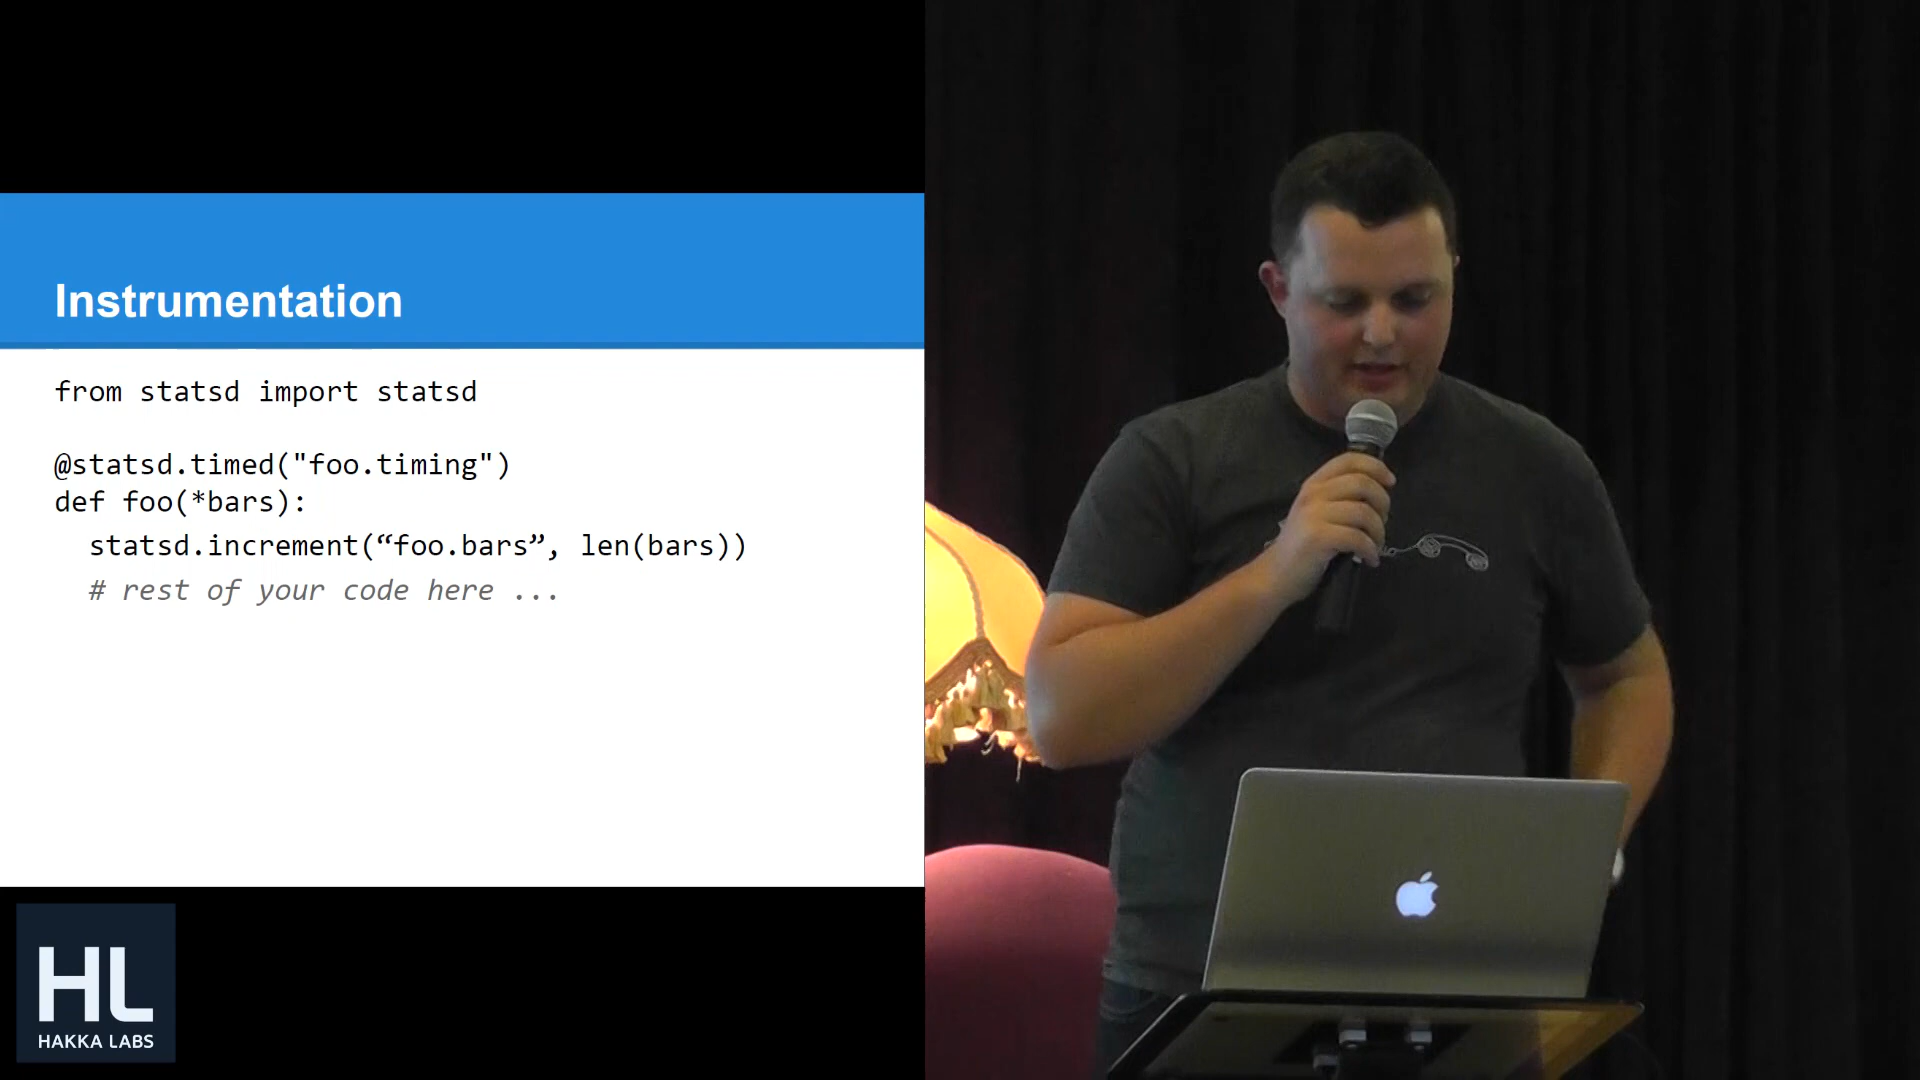 Instrumentation
from statsd import statsd
@statsd.timed("foo.timing")
def foo(*bars):
statsd.increment(“foo.bars”, len(bars))
# rest of your code here ...
HL
HAKKA LABS